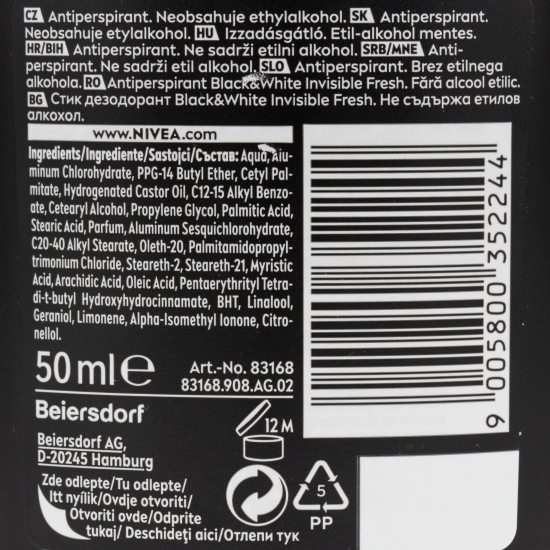 CZ Antiperspirant. Neobsahuje ethylalkohol. SK Antiperspirant.
Neobsahuje etylalkohol. HU Izzadásgátló. Etil-alkohol mentes.
HR/BIH Antiperspirant. Ne sadrži etilni alkohol. SRB/MNE Anti-
perspirant. Ne sadrži etil alkohol. SLO Antiperspirant. Brez etilnega
alkohola. RO Antiperspirant Black&White Invisible Fresh. Fără alcool etilic.
BG Стик дезодорант Black&White Invisible Fresh. Не съдържа етилов
алкохол.
www.NIVEA.com
Ingredients/Ingrediente/Sastojci/Състав: Aqua, Alu-
minum Chlorohydrate, PPG-14 Butyl Ether, Cetyl Pal-
mitate, Hydrogenated Castor Oil, C12-15 Alkyl Benzo-
ate, Cetearyl Alcohol, Propylene Glycol, Palmitic Acid,
Stearic Acid, Parfum, Aluminum Sesquichlorohydrate,
C20-40 Alkyl Stearate, Oleth-20, Palmitamidopropyl-
trimonium Chloride, Steareth-2, Steareth-21, Myristic
Acid, Arachidic Acid, Oleic Acid, Pentaerythrityl Tetra-
di-t-butyl Hydroxyhydrocinnamate, BHT, Linalool,
Geraniol, Limonene, Alpha-Isomethyl Ionone, Citro-
nellol.
50 ml e
Art.-No. 83168
83168.908.AG.02
Beiersdorf
Beiersdorf AG,
D-20245 Hamburg
12 M
Zde odlepte/Tu odlepte/
Itt nyílik/Ovdje otvoriti/
Otvoriti ovde/Odprite
tukaj/ Deschideți aici/Отлепи тук
5
PP
9 005800 352244